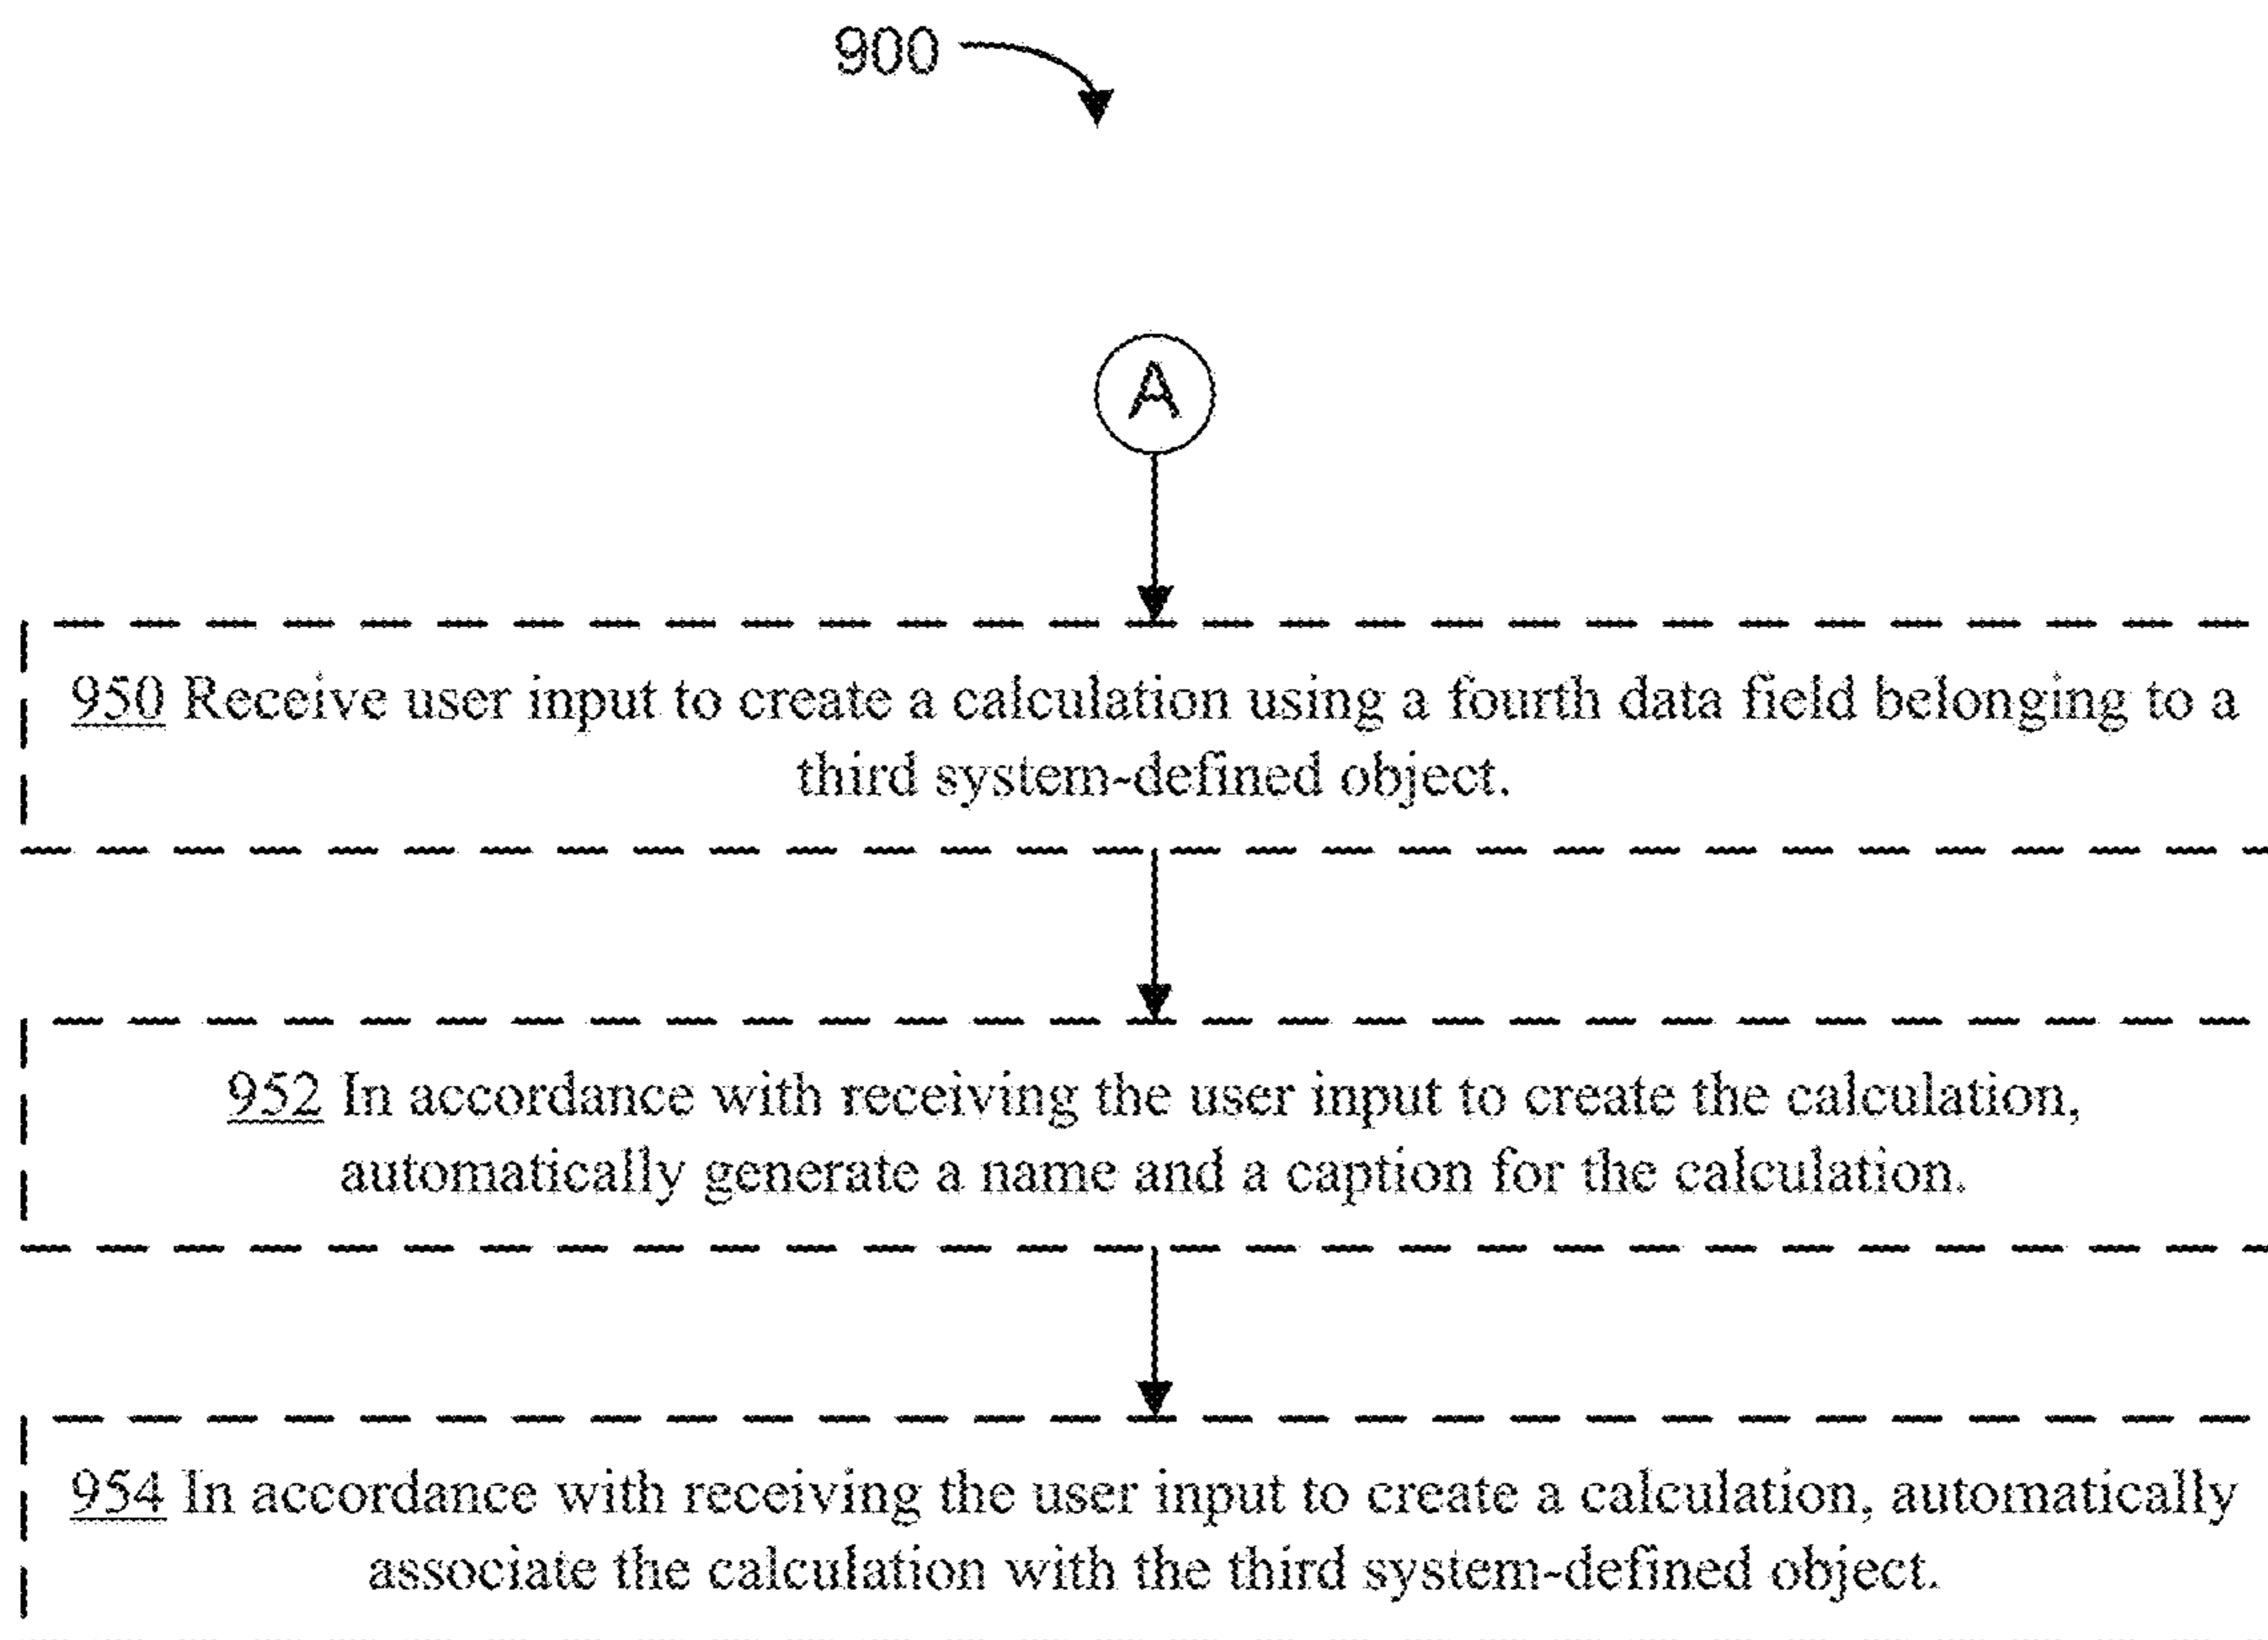 900
A
950 Receive user input to create a calculation using a fourth data field belonging to a
third system-defined object.
952 In accordance with receiving the user input to create the calculation,
automatically generate a name and a caption for the calculation.
954 In accordance with receiving the user input to create a calculation, automatically
associate the calculation with the third system-defined object.